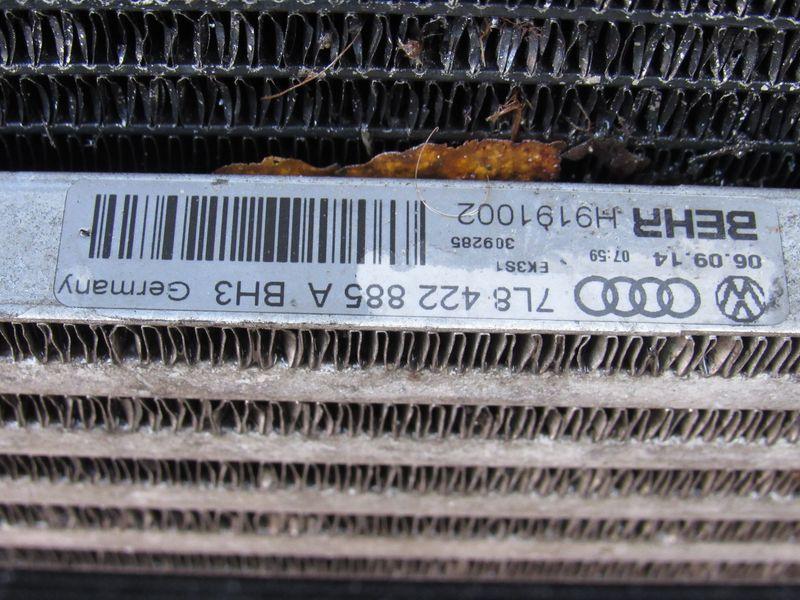 7L8 422 885 A BH3 Germany
06.09.14 07:59 EK3S1
309285
BEHR H9191002